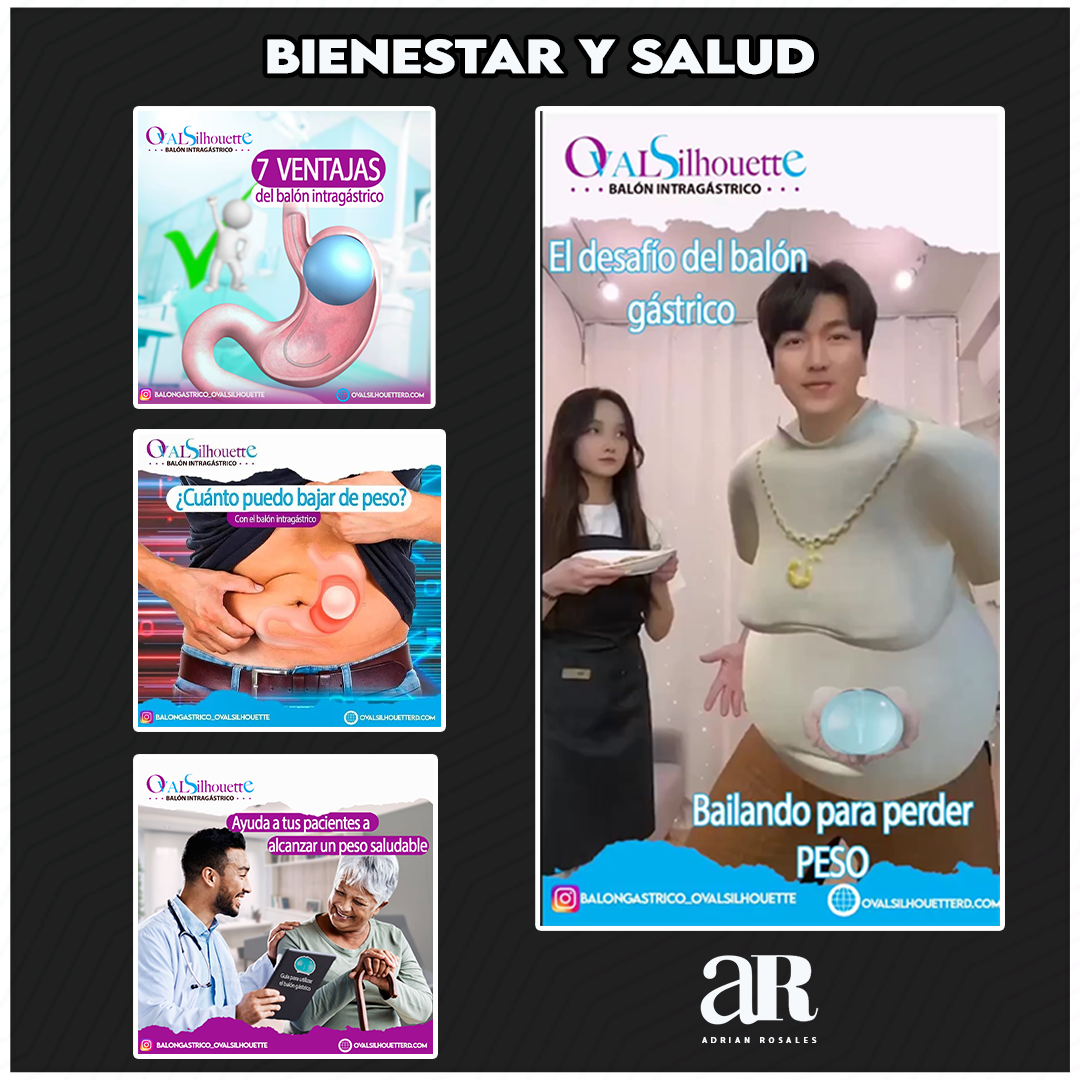 BIENESTAR Y SALUD
OVALSilhouette
• • • BALÓN INTRAGÁSTRICO • • •
7 VENTAJAS
del balón intragástrico
BALONGASTRICO_OVALSILHOUETTE
OVALSILHOUETTERD.COM
OVALSilhouette
• • • BALÓN INTRAGÁSTRICO • • •
¿Cuánto puedo bajar de peso?
Con el balón intragástrico
BALONGASTRICO_OVALSILHOUETTE
OVALSILHOUETTERD.COM
OVALSilhouette
• • • BALÓN INTRAGÁSTRICO • • •
Ayuda a tus pacientes a
alcanzar un peso saludable
Guía para utilizar
el balón gástrico
BALONGASTRICO_OVALSILHOUETTE
OVALSILHOUETTERD.COM
OVALSilhouette
• • • BALÓN INTRAGÁSTRICO • • •
El desafío del balón
gástrico
Bailando para perder
PESO
BALONGASTRICO_OVALSILHOUETTE
OVALSILHOUETTERD.COM
aR
ADRIAN ROSALES